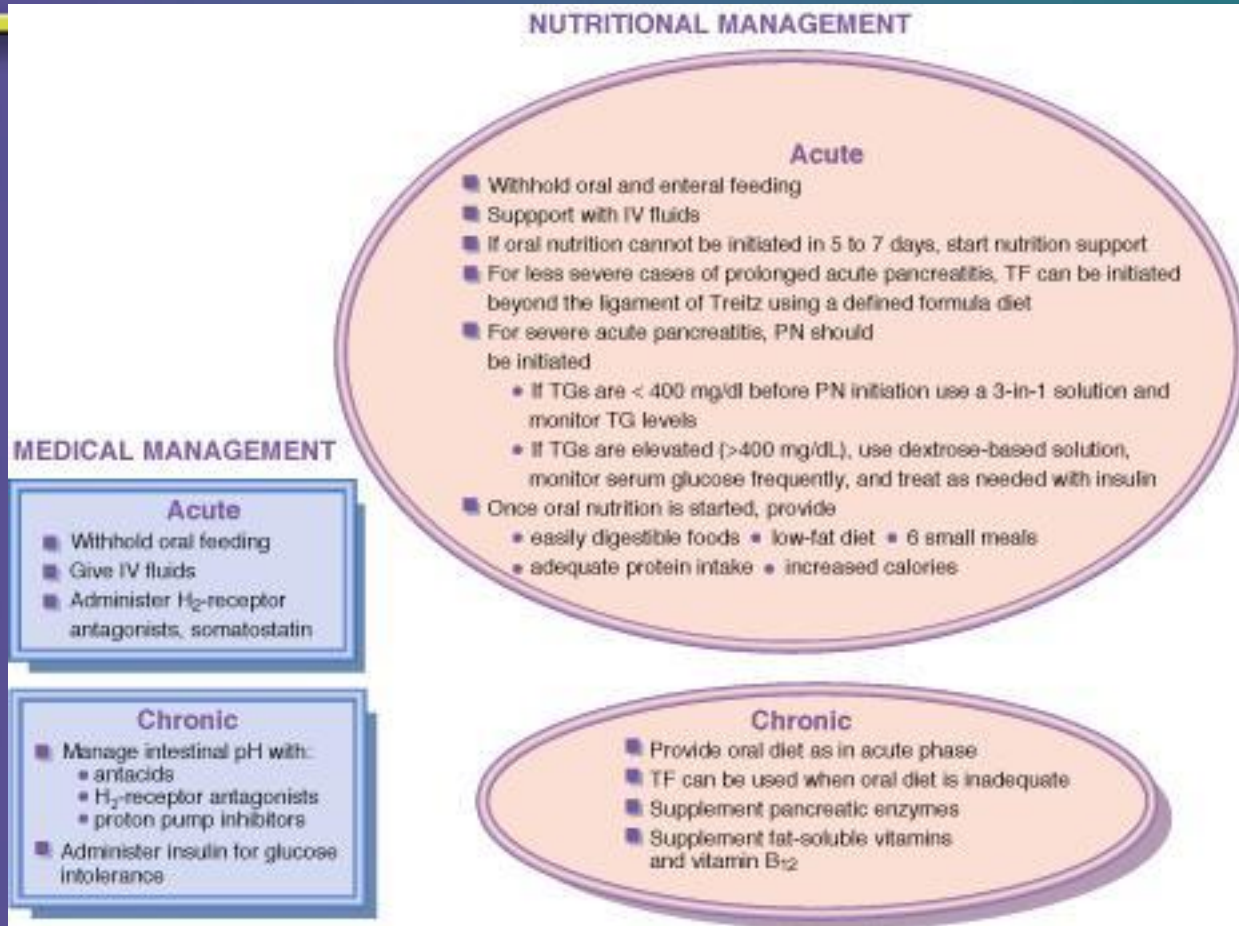 NUTRITIONAL MANAGEMENT
Acute
Withhold oral and enteral feeding
Suppport with IV fluids
If oral nutrition cannot be initiated in 5 to 7 days, start nutrition support
For less severe cases of prolonged acute pancreatitis, TF can be initiated
beyond the ligament of Treitz using a defined formula diet
For severe acute pancreatitis, PN should
be initiated
• If TGs are < 400 mg/dl before PN initiation use a 3-in-1 solution and
monitor TG levels
• If TGs are elevated (>400 mg/dL), use dextrose-based solution,
monitor serum glucose frequently, and treat as needed with insulin
Once oral nutrition is started, provide
• easily digestible foods • low-fat diet • 6 small meals
• adequate protein intake • increased calories
MEDICAL MANAGEMENT
Acute
Withhold oral feeding
Give IV fluids
Administer H₂-receptor
antagonists, somatostatin
Chronic
Manage intestinal pH with:
• antacids
• H₂-receptor antagonists
• proton pump inhibitors
Administer insulin for glucose
intolerance
Chronic
Provide oral diet as in acute phase
TF can be used when oral diet is inadequate
Supplement pancreatic enzymes
Supplement fat-soluble vitamins
and vitamin B₁₂